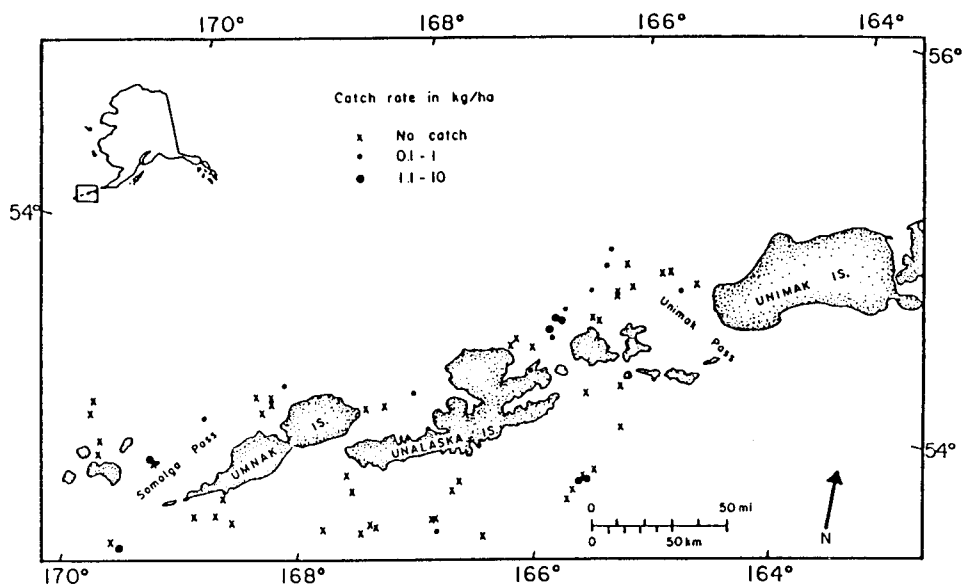 170° 168° 166° 164°
56°
Catch rate in kg/ha
x No catch
• 0.1 - 1
● 1.1 - 10
54°
UNIMAK IS.
Unimak Pass
UMNAK IS.
UNALASKA IS.
Samalga Pass
54°
0 50 mi
0 50 km
N
170° 168° 166° 164°